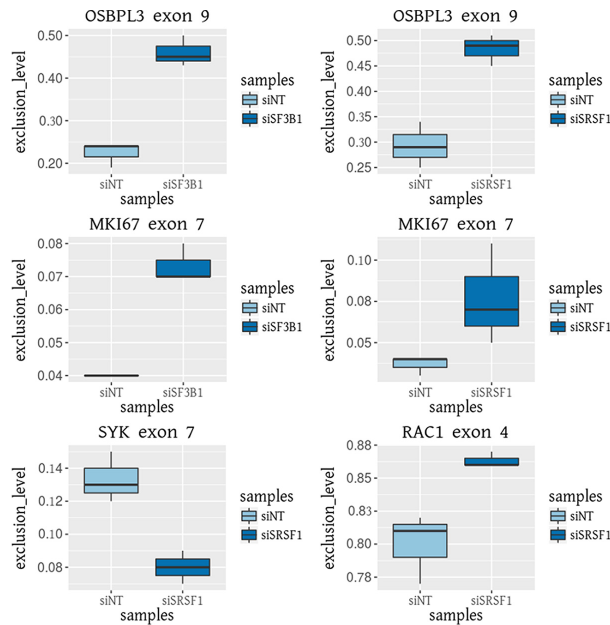 OSBPL3 exon 9
exclusion_level
0.50
0.40
0.30
0.20
siNT
siSF3B1
samples
samples
siNT
siSF3B1
OSBPL3 exon 9
exclusion_level
0.50
0.45
0.40
0.35
0.30
0.25
siNT
siSRSF1
samples
samples
siNT
siSRSF1
MKI67 exon 7
exclusion_level
0.08
0.07
0.06
0.05
0.04
siNT
siSF3B1
samples
samples
siNT
siSF3B1
MKI67 exon 7
exclusion_level
0.10
0.08
0.05
siNT
siSRSF1
samples
samples
siNT
siSRSF1
SYK exon 7
exclusion_level
0.14
0.12
0.10
0.08
siNT
siSRSF1
samples
samples
siNT
siSRSF1
RAC1 exon 4
exclusion_level
0.88
0.85
0.83
0.80
0.78
siNT
siSRSF1
samples
samples
siNT
siSRSF1